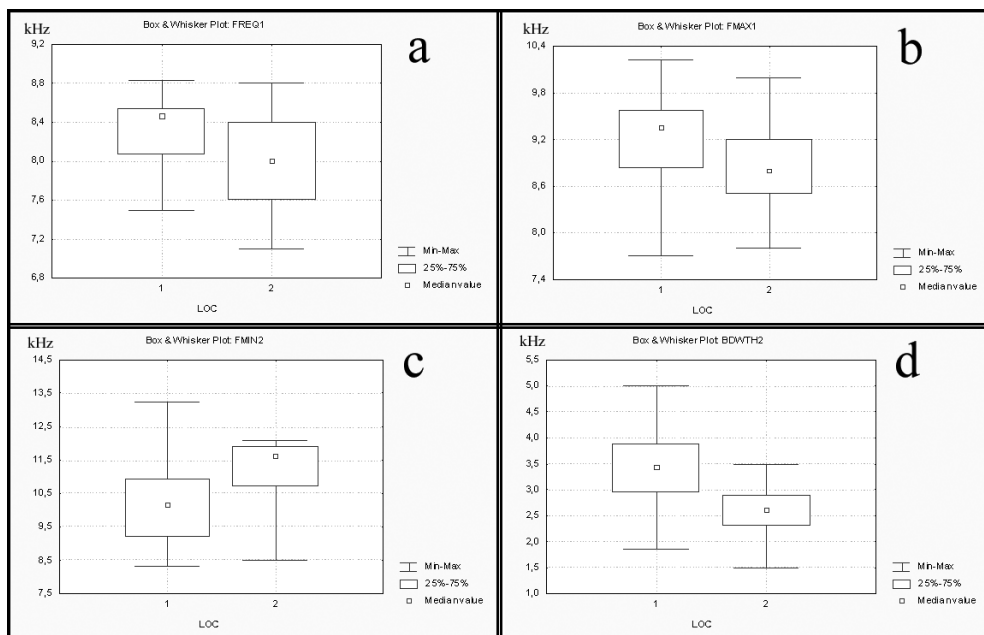 Box & Whisker Plot: FREQ1
kHz
a
9,2
8,8
8,4
8,0
7,6
7,2
6,8
1
2
LOC
Min-Max
25%-75%
Median value
Box & Whisker Plot: FMAX1
kHz
b
10,4
9,8
9,2
8,6
8,0
7,4
1
2
LOC
Min-Max
25%-75%
Median value
Box & Whisker Plot: FMIN2
kHz
c
14,5
13,5
12,5
11,5
10,5
9,5
8,5
7,5
1
2
LOC
Min-Max
25%-75%
Median value
Box & Whisker Plot: BDWTH2
kHz
d
5,5
5,0
4,5
4,0
3,5
3,0
2,5
2,0
1,5
1,0
1
2
LOC
Min-Max
25%-75%
Median value